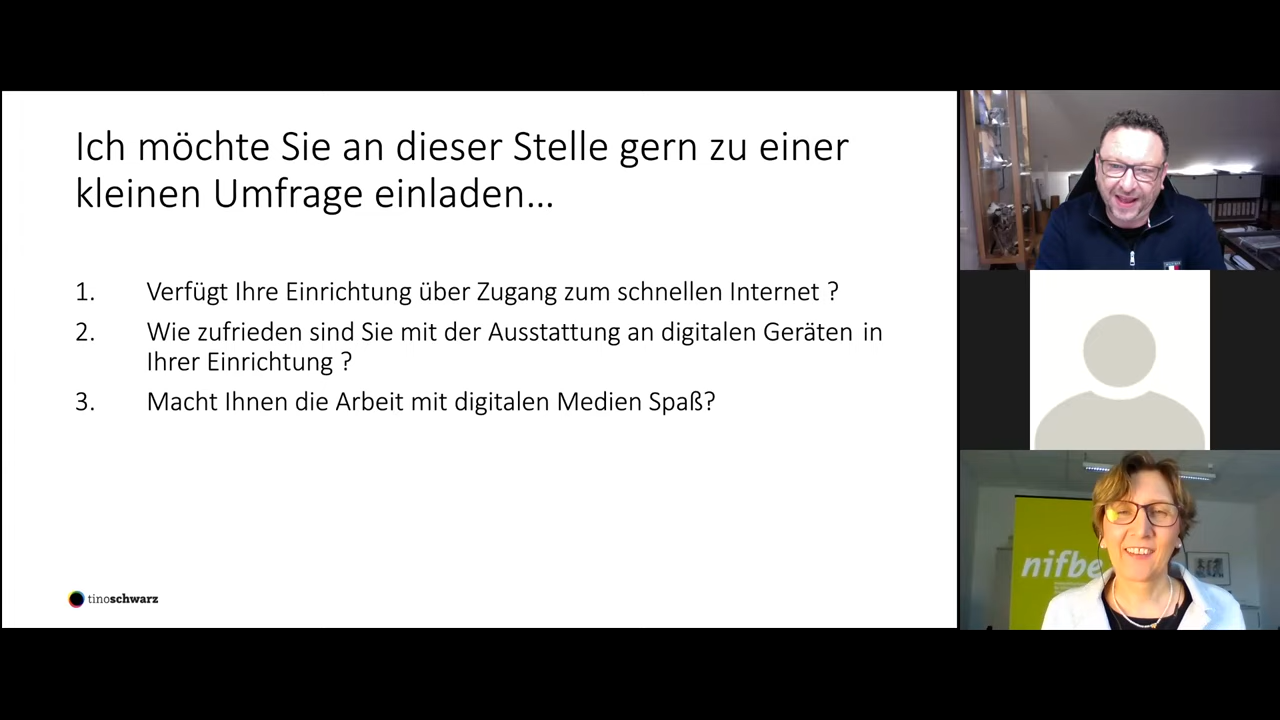 Ich möchte Sie an dieser Stelle gern zu einer
kleinen Umfrage einladen...
1. Verfügt Ihre Einrichtung über Zugang zum schnellen Internet ?
2. Wie zufrieden sind Sie mit der Ausstattung an digitalen Geräten in
Ihrer Einrichtung ?
3. Macht Ihnen die Arbeit mit digitalen Medien Spaß?
tinoschwarz
nifbe